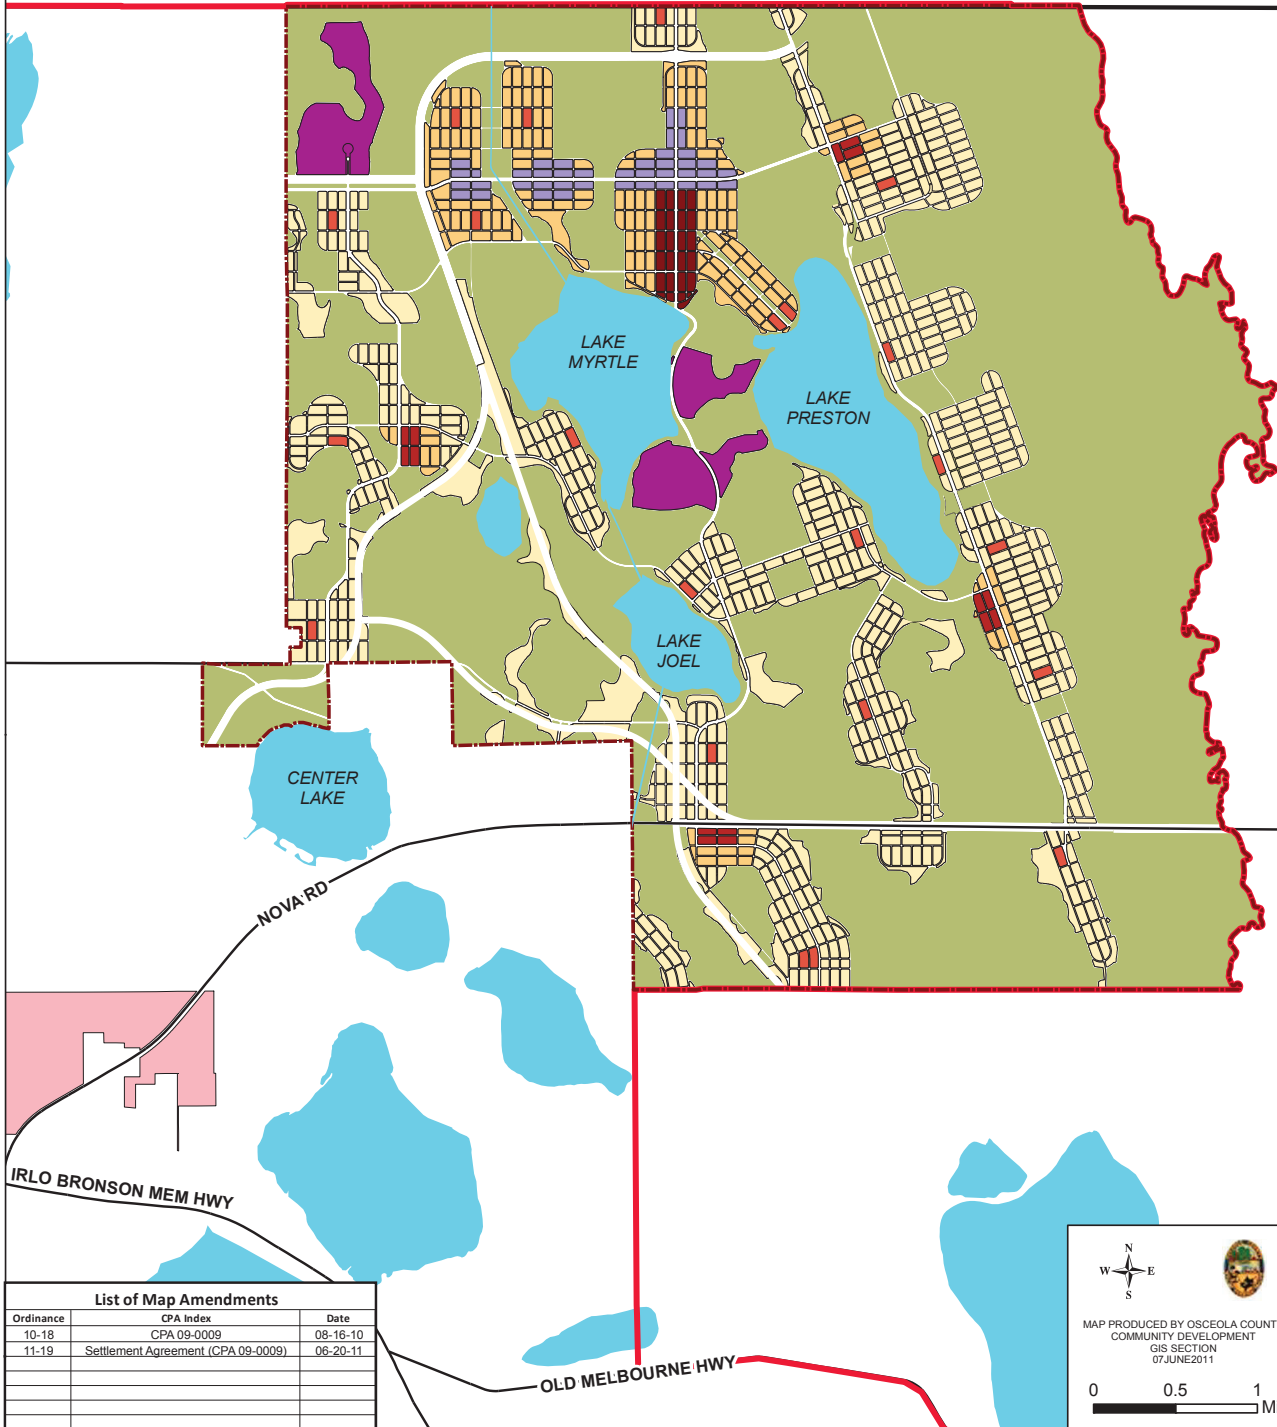 LAKE
MYRTLE
LAKE
PRESTON
LAKE
JOEL
CENTER
LAKE
NOVA RD
IRLO BRONSON MEM HWY
OLD MELBOURNE HWY
List of Map Amendments
Ordinance CPA Index Date
10-18 CPA 09-0009 08-16-10
11-19 Settlement Agreement (CPA 09-0009) 06-20-11
N
W E
S
MAP PRODUCED BY OSCEOLA COUNT
COMMUNITY DEVELOPMENT
GIS SECTION
07JUNE2011
0 0.5 1
M